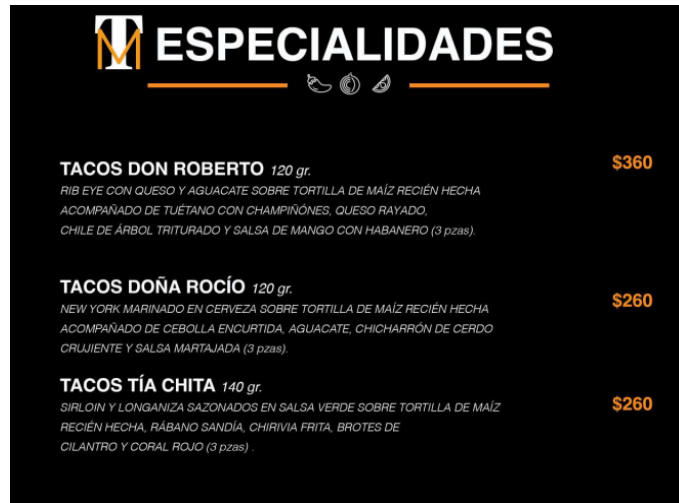 TM ESPECIALIDADES
TACOS DON ROBERTO 120 gr. $360
RIB EYE CON QUESO Y AGUACATE SOBRE TORTILLA DE MAÍZ RECIÉN HECHA
ACOMPAÑADO DE TUÉTANO CON CHAMPIÑÓNES, QUESO RAYADO,
CHILE DE ÁRBOL TRITURADO Y SALSA DE MANGO CON HABANERO (3 pzas).
TACOS DOÑA ROCÍO 120 gr. $260
NEW YORK MARINADO EN CERVEZA SOBRE TORTILLA DE MAÍZ RECIÉN HECHA
ACOMPAÑADO DE CEBOLLA ENCURTIDA, AGUACATE, CHICHARRÓN DE CERDO
CRUJIENTE Y SALSA MARTAJADA (3 pzas).
TACOS TÍA CHITA 140 gr. $260
SIRLOIN Y LONGANIZA SAZONADOS EN SALSA VERDE SOBRE TORTILLA DE MAÍZ
RECIÉN HECHA, RÁBANO SANDÍA, CHIRIVIA FRITA, BROTES DE
CILANTRO Y CORAL ROJO (3 pzas) .